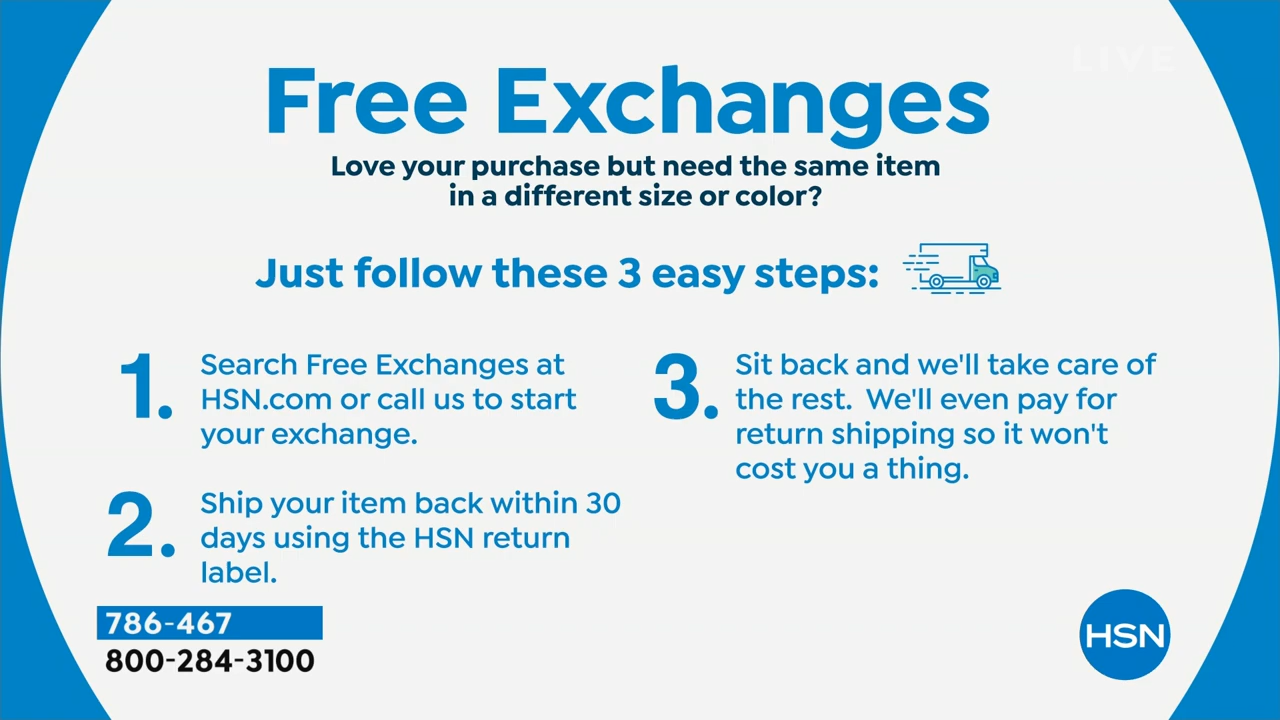 LIVE
Free Exchanges
Love your purchase but need the same item
in a different size or color?
Just follow these 3 easy steps:
1. Search Free Exchanges at
HSN.com or call us to start
your exchange.
2. Ship your item back within 30
days using the HSN return
label.
3. Sit back and we'll take care of
the rest. We'll even pay for
return shipping so it won't
cost you a thing.
786-467
800-284-3100
HSN